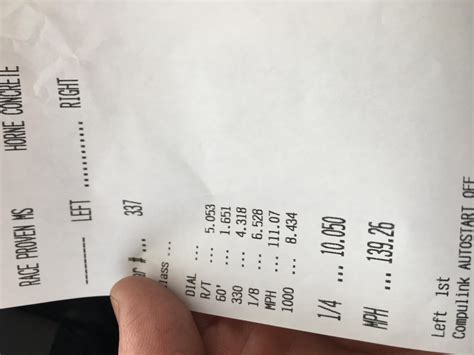 RACE PROVEN MS HORNE CONCRETE
------ LEFT ............ RIGHT
ar # ... 337
lass ...
DIAL ...
R/T ... 5.053
60' ... 1.651
330 ... 4.318
1/8 ... 6.528
MPH ... 111.07
1000 ... 8.434
1/4 ... 10.050
MPH ... 139.26
Left 1st
Compulink AUTOSTART OFF